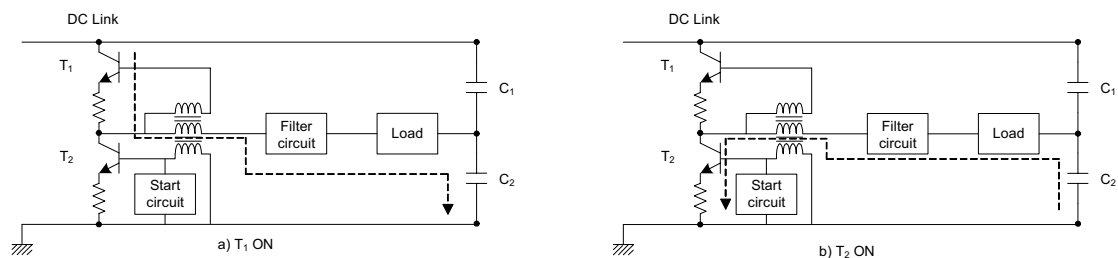 DC Link
T₁
T₂
Start
circuit
Filter
circuit
Load
C₁
C₂
a) T₁ ON
DC Link
T₁
T₂
Start
circuit
Filter
circuit
Load
C₁
C₂
b) T₂ ON